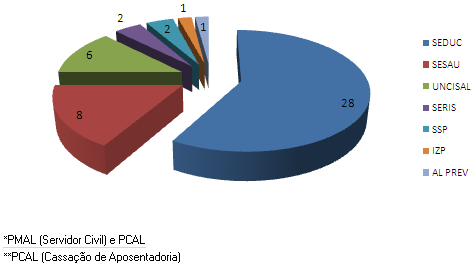 1
2
2
1
6
8
28
SEDUC
SESAU
UNCISAL
SERIS
SSP
IZP
AL PREV
*PMAL (Servidor Civil) e PCAL
**PCAL (Cassação de Aposentadoria)